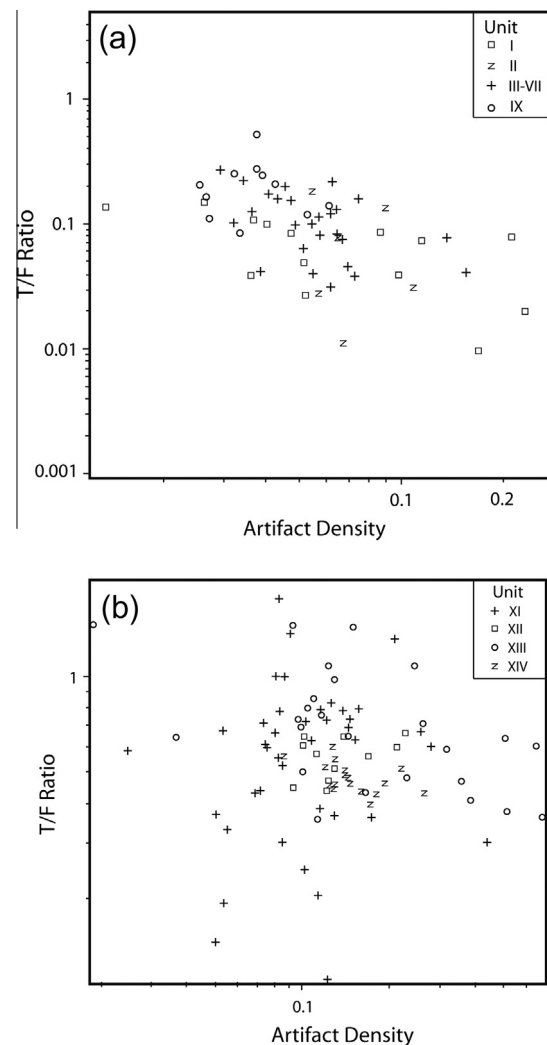 (a)
Unit
I
II
III-VII
IX
1
0.1
0.01
0.001
T/F Ratio
0.1 0.2
Artifact Density
(b)
Unit
XI
XII
XIII
XIV
1
T/F Ratio
0.1
Artifact Density